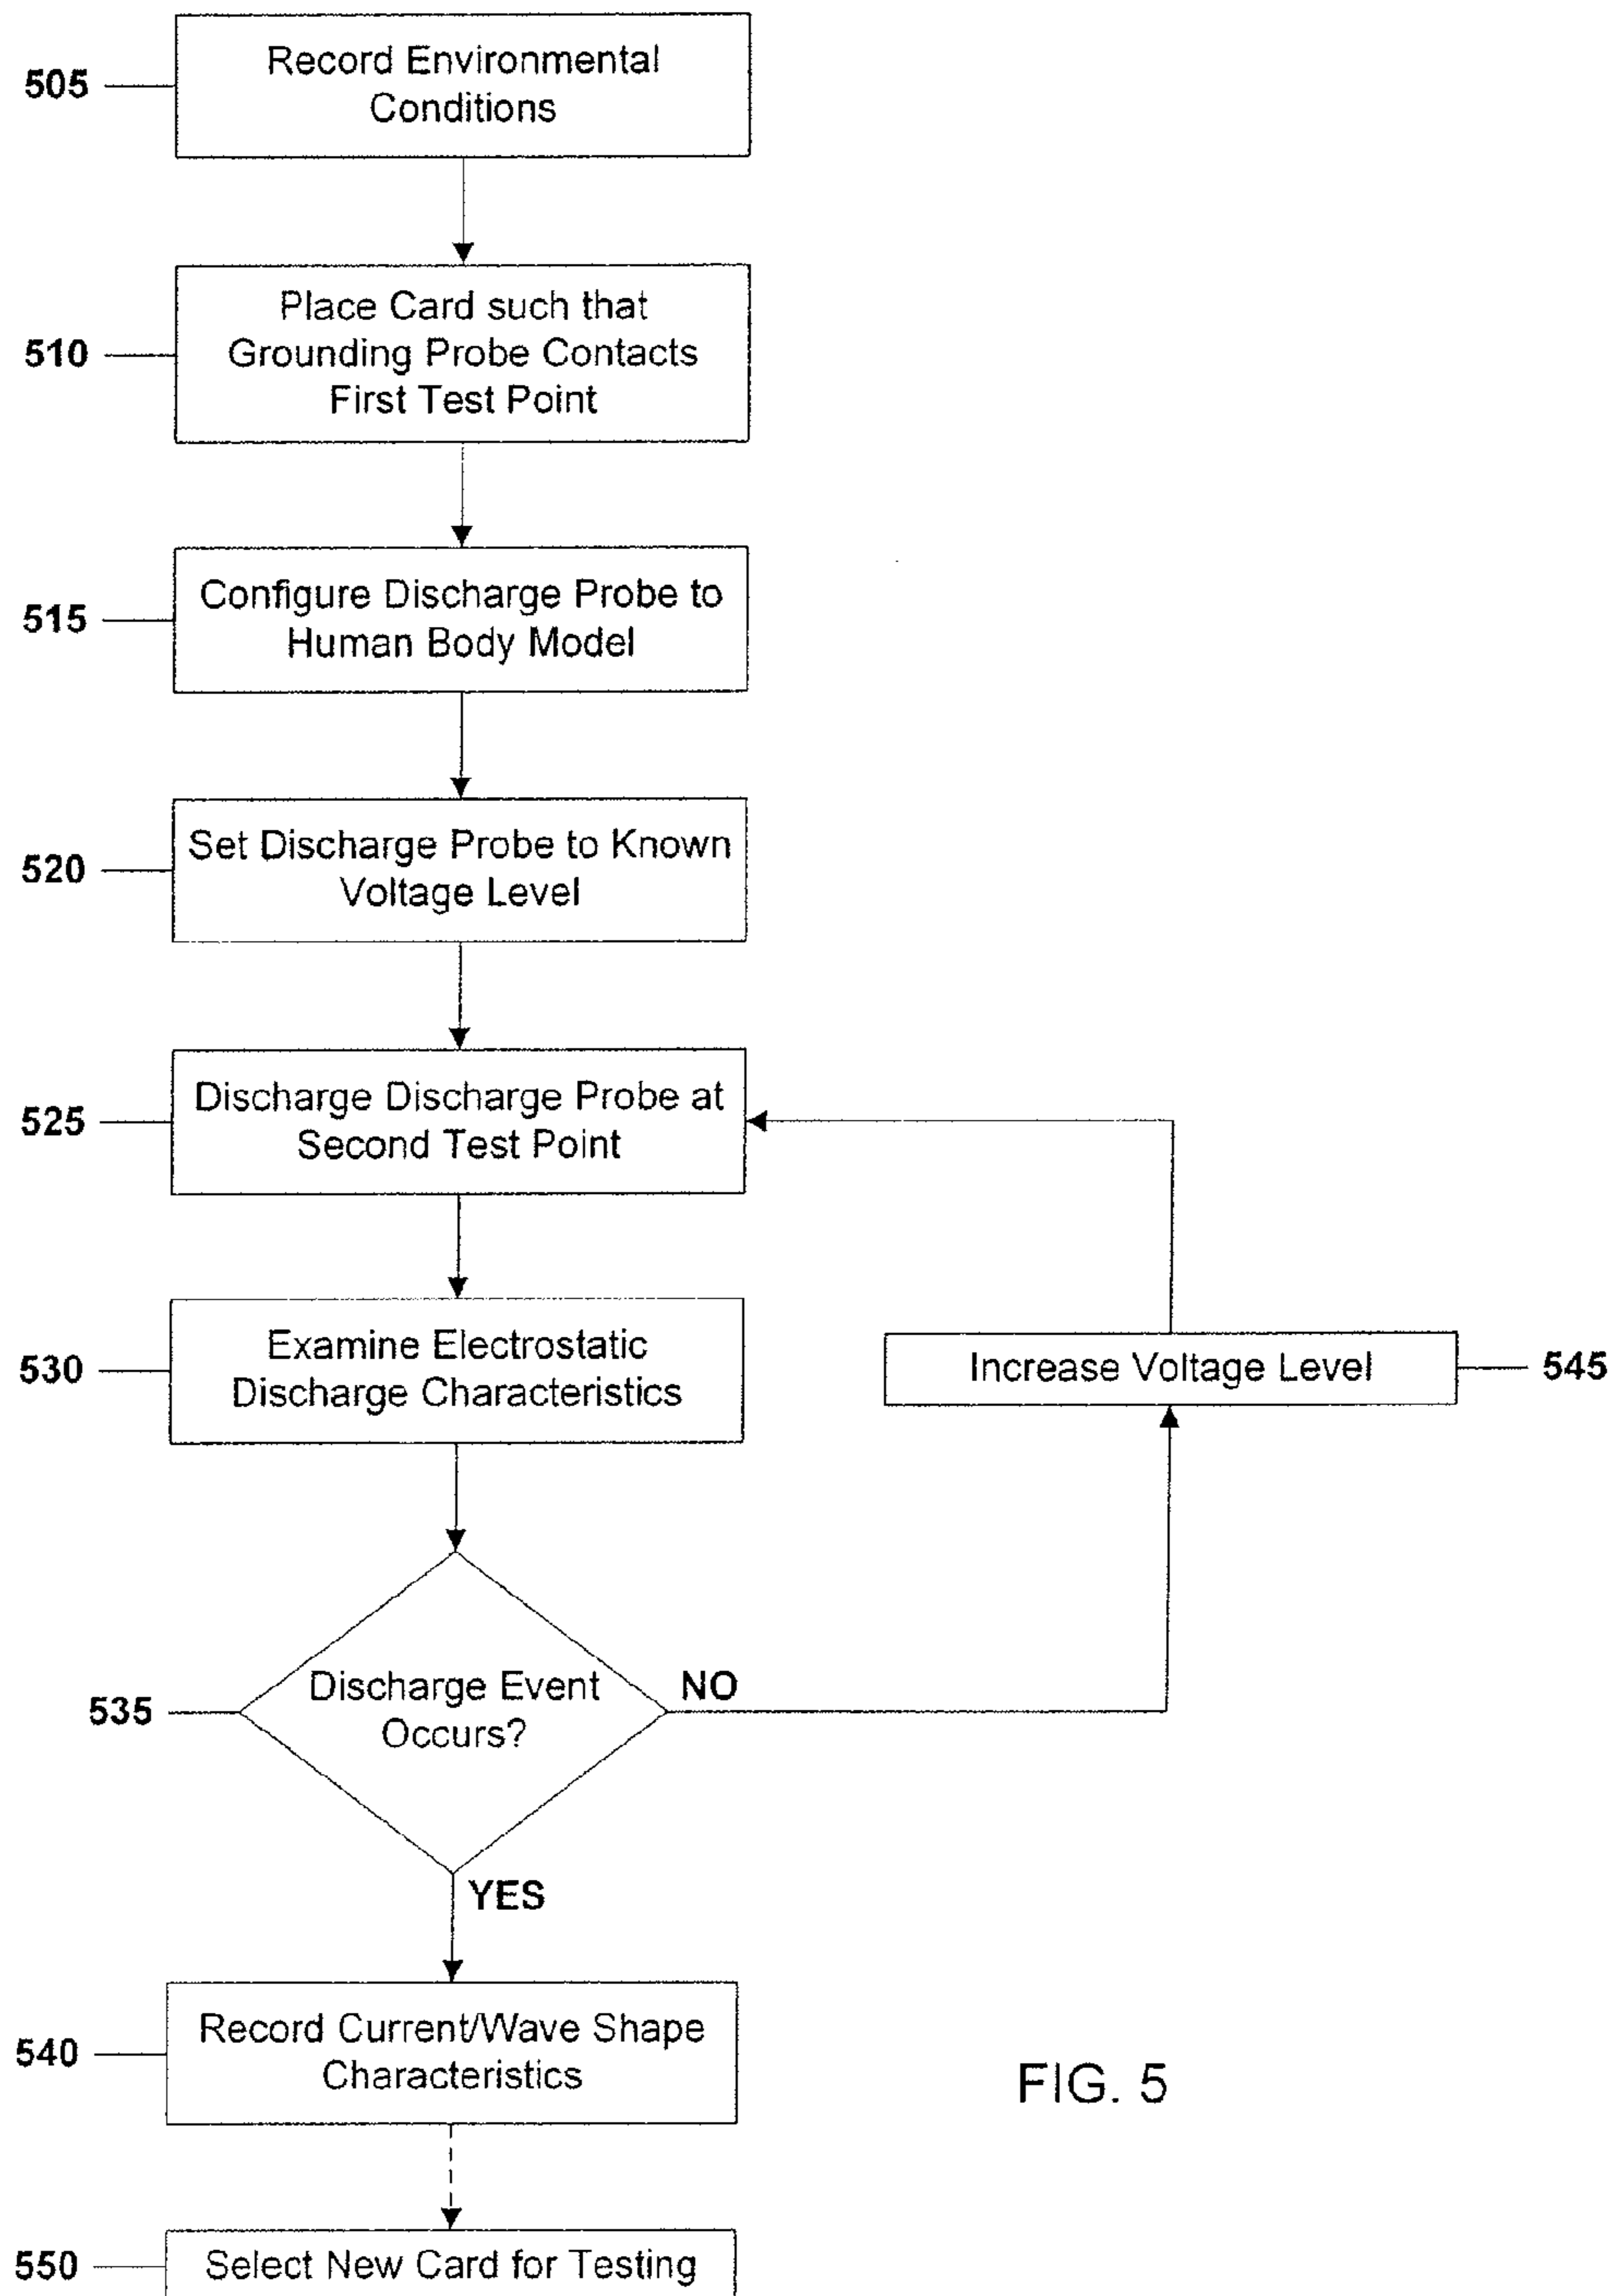 505
Record Environmental
Conditions
510
Place Card such that
Grounding Probe Contacts
First Test Point
515
Configure Discharge Probe to
Human Body Model
520
Set Discharge Probe to Known
Voltage Level
525
Discharge Discharge Probe at
Second Test Point
530
Examine Electrostatic
Discharge Characteristics
Increase Voltage Level
545
535
Discharge Event
Occurs?
NO
YES
540
Record Current/Wave Shape
Characteristics
FIG. 5
550
Select New Card for Testing